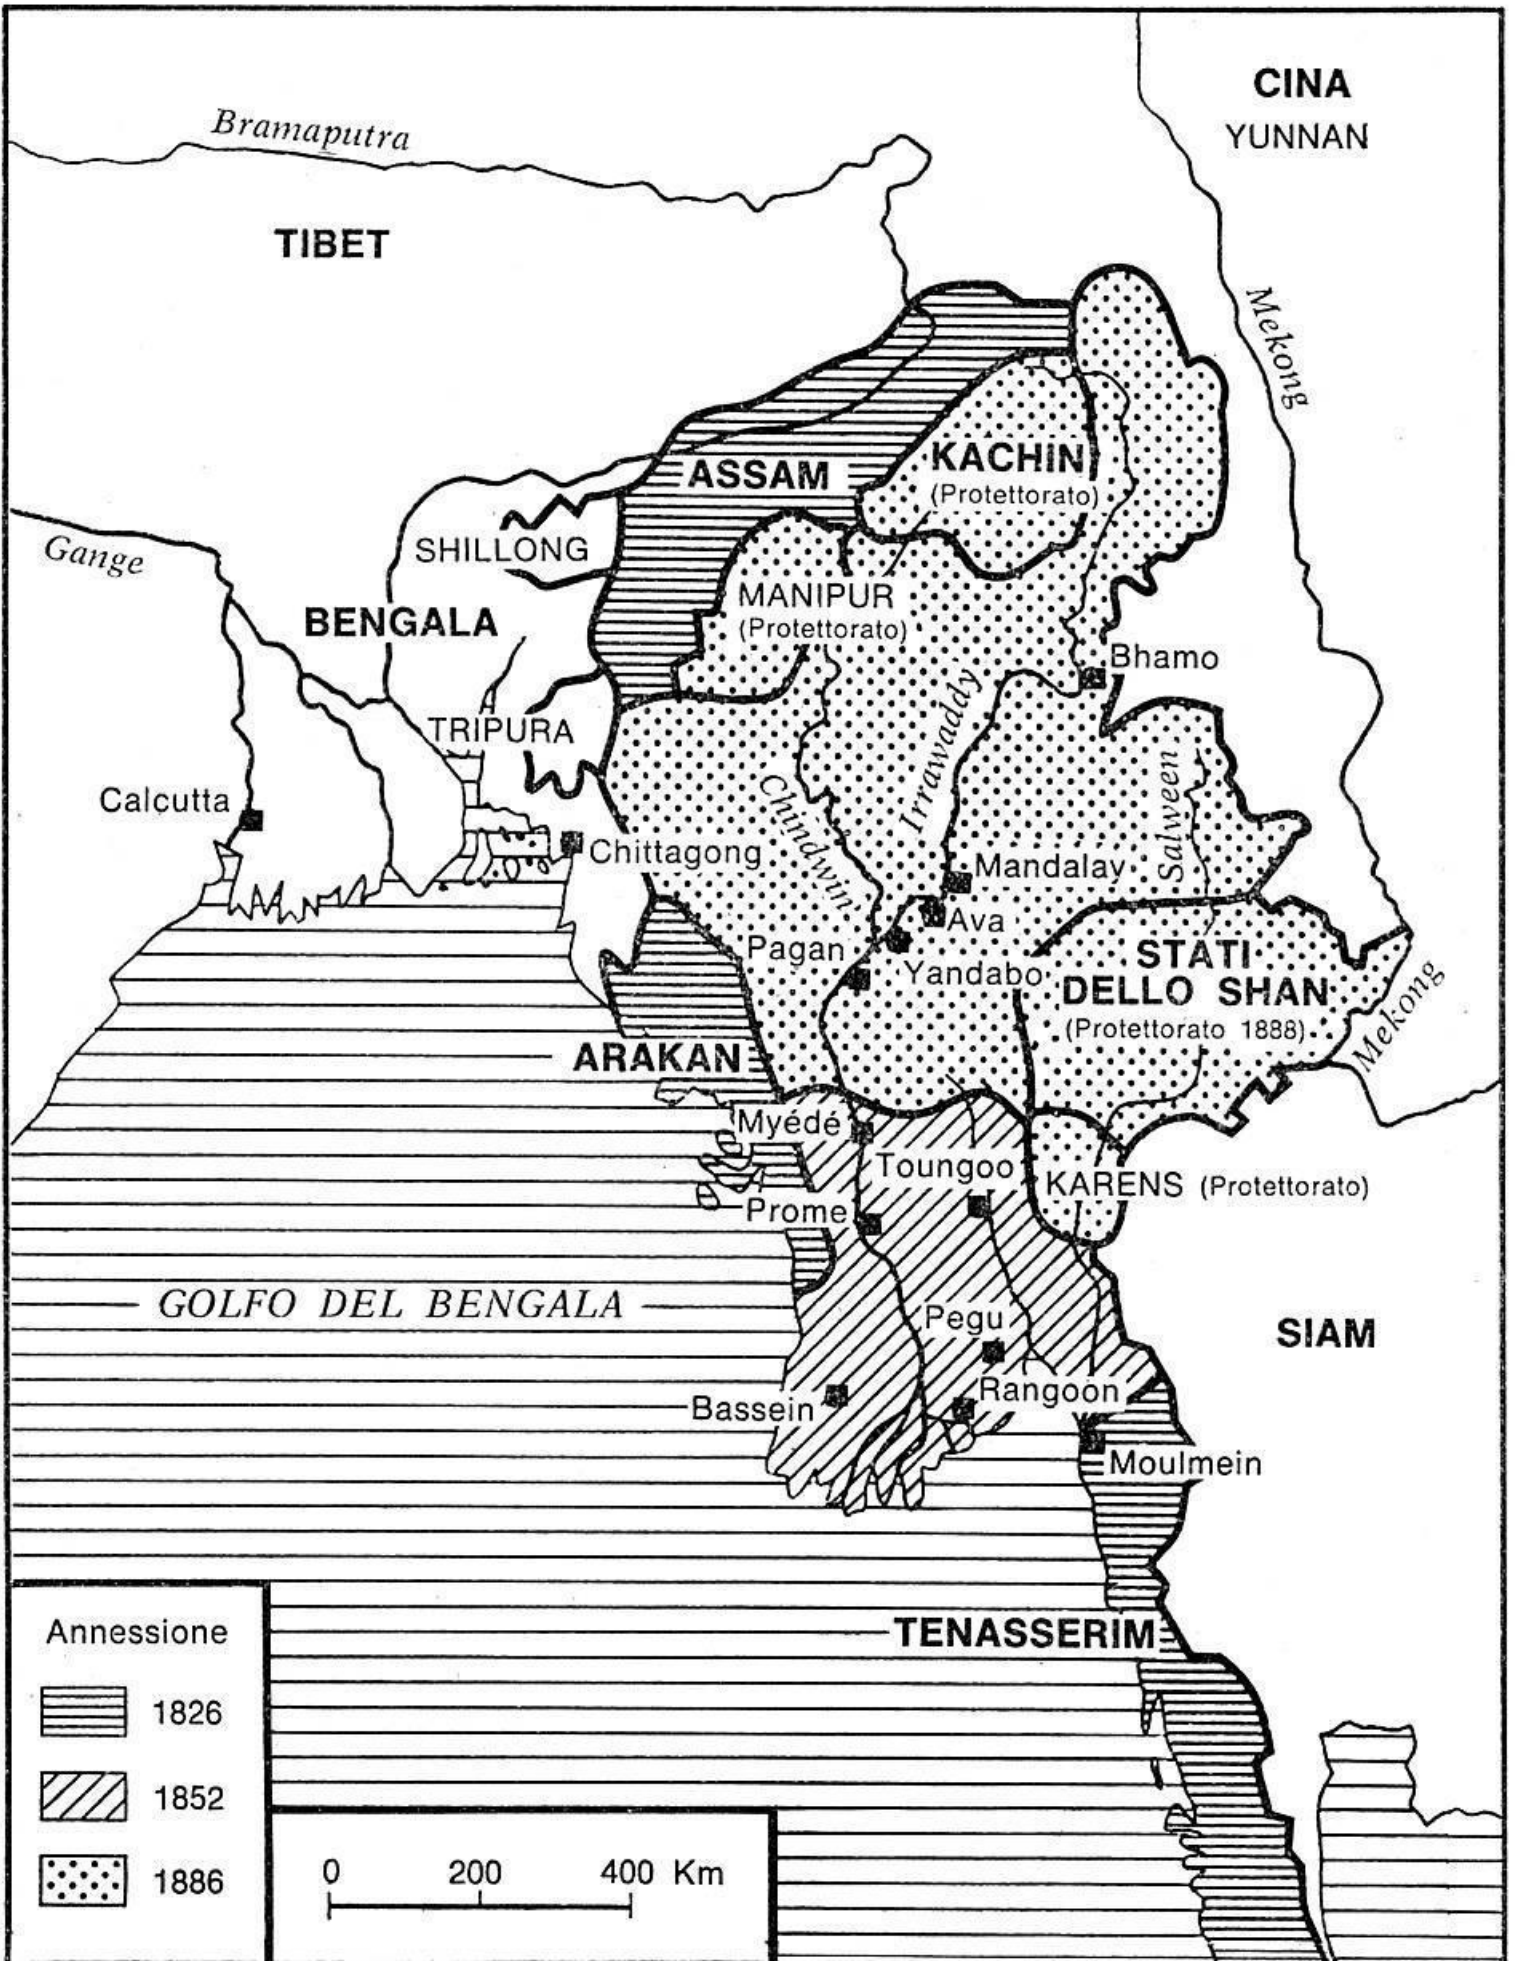 CINA
YUNNAN
Bramaputra
TIBET
Mekong
ASSAM
KACHIN
(Protettorato)
Gange
SHILLONG
MANIPUR
(Protettorato)
BENGALA
Bhamo
TRIPURA
Irrawaddy
Salween
Chindwin
Calcutta
Chittagong
Mandalay
Ava
Pagan
Yandabo
STATI
DELLO SHAN
(Protettorato 1888)
Mekong
ARAKAN
Myédé
Toungoo
KARENS (Protettorato)
Prome
GOLFO DEL BENGALA
Pegu
SIAM
Rangoon
Bassein
Moulmein
TENASSERIM
Annessione
1826
1852
1886
0 200 400 Km